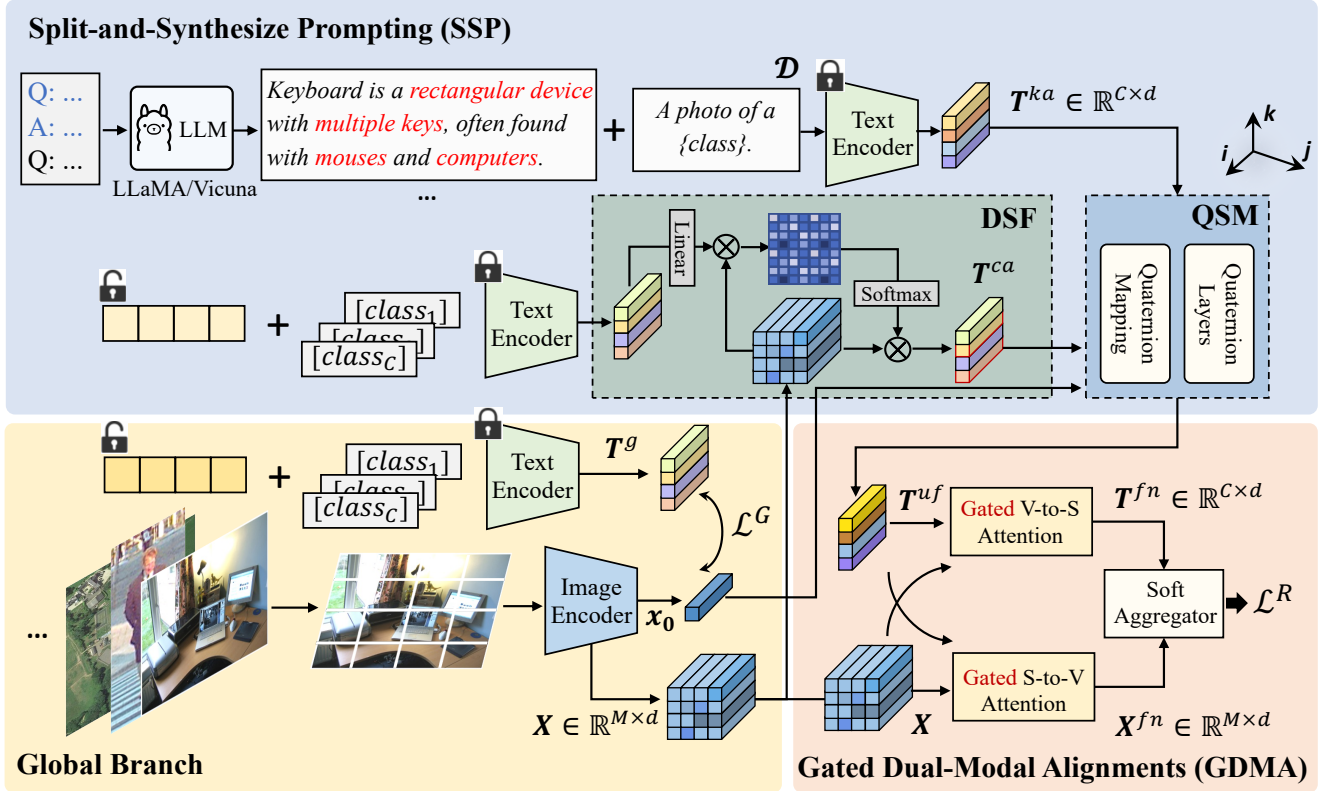 Split-and-Synthesize Prompting (SSP)
Q: ...
A: ...
Q: ...
LLM
LLaMA/Vicuna
Keyboard is a rectangular device
with multiple keys, often found
with mouses and computers.
...
+
𝒟
A photo of a
{class}.
Text
Encoder
T^{ka} ∈ ℝ^{C×d}
k
i
j
DSF
Linear
Softmax
T^{ca}
QSM
Quaternion
Mapping
Quaternion
Layers
+
[class_1]
[class_C]
Text
Encoder
+
[class_1]
[class_C]
Text
Encoder
T^g
ℒ^G
...
Image
Encoder
x_0
X ∈ ℝ^{M×d}
Global Branch
T^{uf}
Gated V-to-S
Attention
T^{fn} ∈ ℝ^{C×d}
Soft
Aggregator
ℒ^R
X
Gated S-to-V
Attention
X^{fn} ∈ ℝ^{M×d}
Gated Dual-Modal Alignments (GDMA)